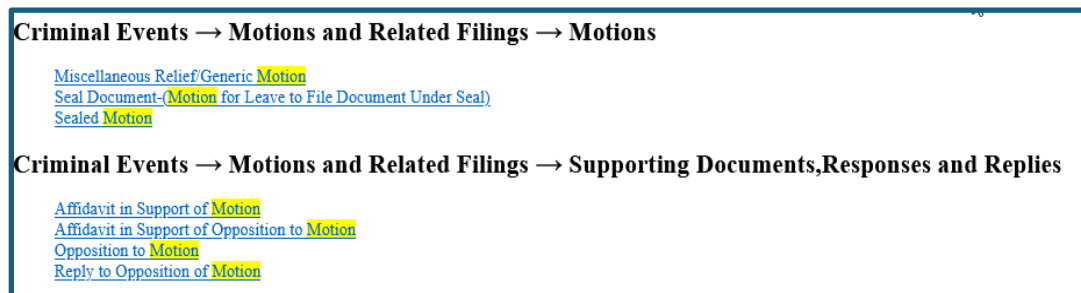 Criminal Events → Motions and Related Filings → Motions
Miscellaneous Relief/Generic Motion
Seal Document-(Motion for Leave to File Document Under Seal)
Sealed Motion
Criminal Events → Motions and Related Filings → Supporting Documents,Responses and Replies
Affidavit in Support of Motion
Affidavit in Support of Opposition to Motion
Opposition to Motion
Reply to Opposition of Motion